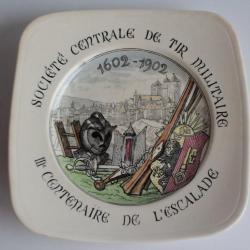 SOCIÉTÉ CENTRALE DE TIR MILITAIRE
1602-1902
IIIe CENTENAIRE DE L'ESCALADE